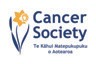 Cancer
Society
Te Kāhui Matepukupuku
o Aotearoa